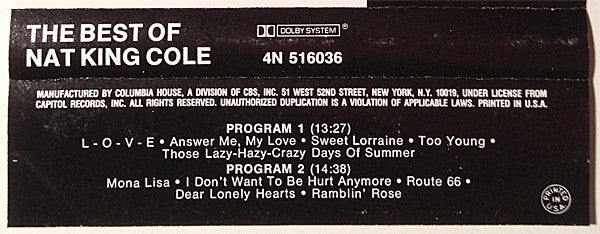 THE BEST OF
NAT KING COLE
DOLBY SYSTEM ®
4N 516036
MANUFACTURED BY COLUMBIA HOUSE, A DIVISION OF CBS, INC. 51 WEST 52ND STREET, NEW YORK, N.Y. 10019, UNDER LICENSE FROM
CAPITOL RECORDS, INC. ALL RIGHTS RESERVED. UNAUTHORIZED DUPLICATION IS A VIOLATION OF APPLICABLE LAWS. PRINTED IN U.S.A.
PROGRAM 1 (13:27)
L - O - V - E • Answer Me, My Love • Sweet Lorraine • Too Young •
Those Lazy-Hazy-Crazy Days Of Summer
PROGRAM 2 (14:38)
Mona Lisa • I Don't Want To Be Hurt Anymore • Route 66 •
Dear Lonely Hearts • Ramblin' Rose
PRINTED
IN
U.S.A.